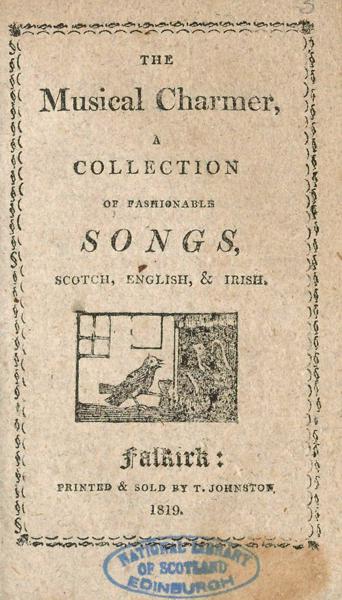 THE
Musical Charmer,
A
COLLECTION
OF FASHIONABLE
SONGS,
SCOTCH, ENGLISH, & IRISH.
Falkirk:
PRINTED & SOLD BY T. JOHNSTON,
1819.
NATIONAL LIBRARY
OF SCOTLAND
EDINBURGH